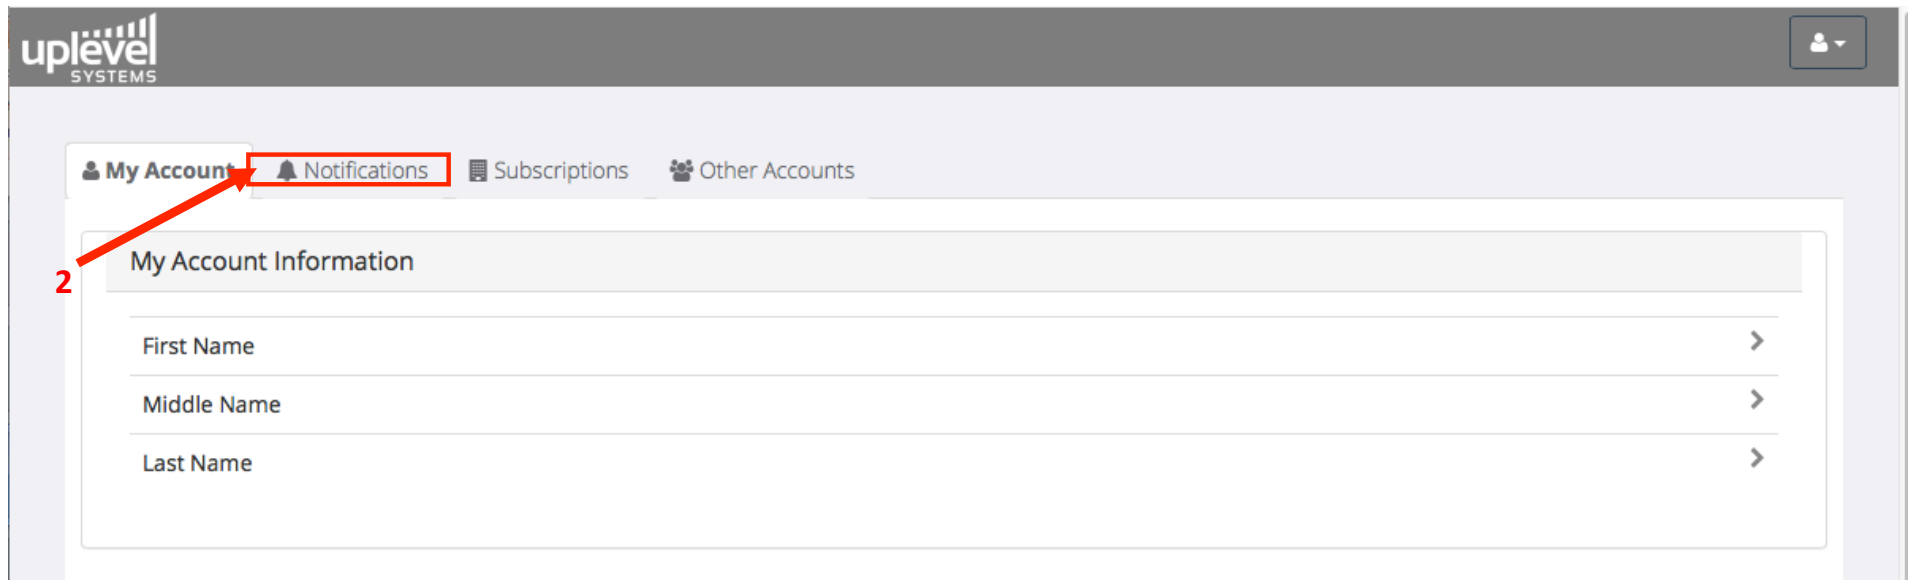 uplevel
SYSTEMS
My Account Notifications Subscriptions Other Accounts
My Account Information
2
First Name
Middle Name
Last Name